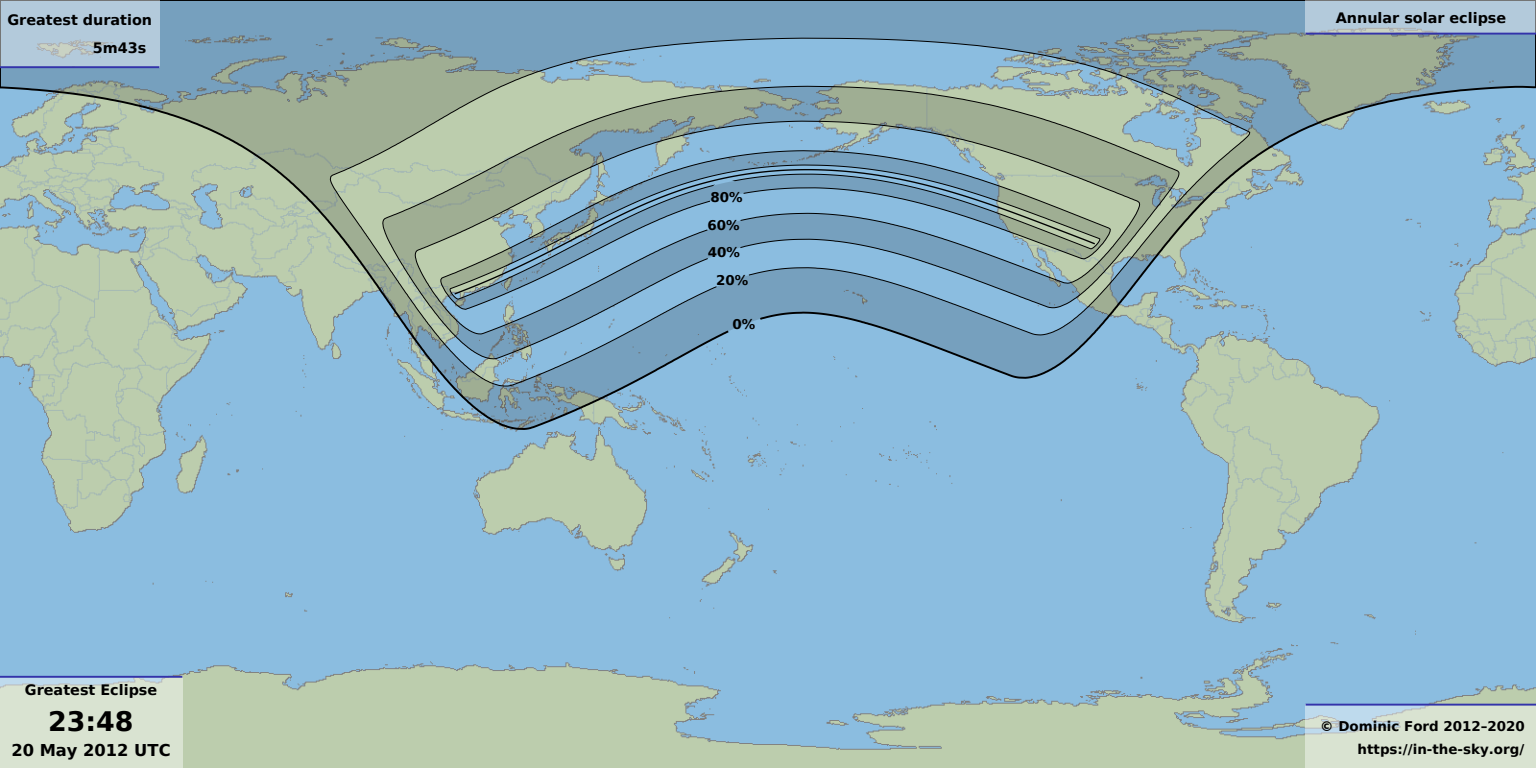 Greatest duration
5m43s
Annular solar eclipse
80%
60%
40%
20%
0%
Greatest Eclipse
23:48
20 May 2012 UTC
© Dominic Ford 2012–2020
https://in-the-sky.org/